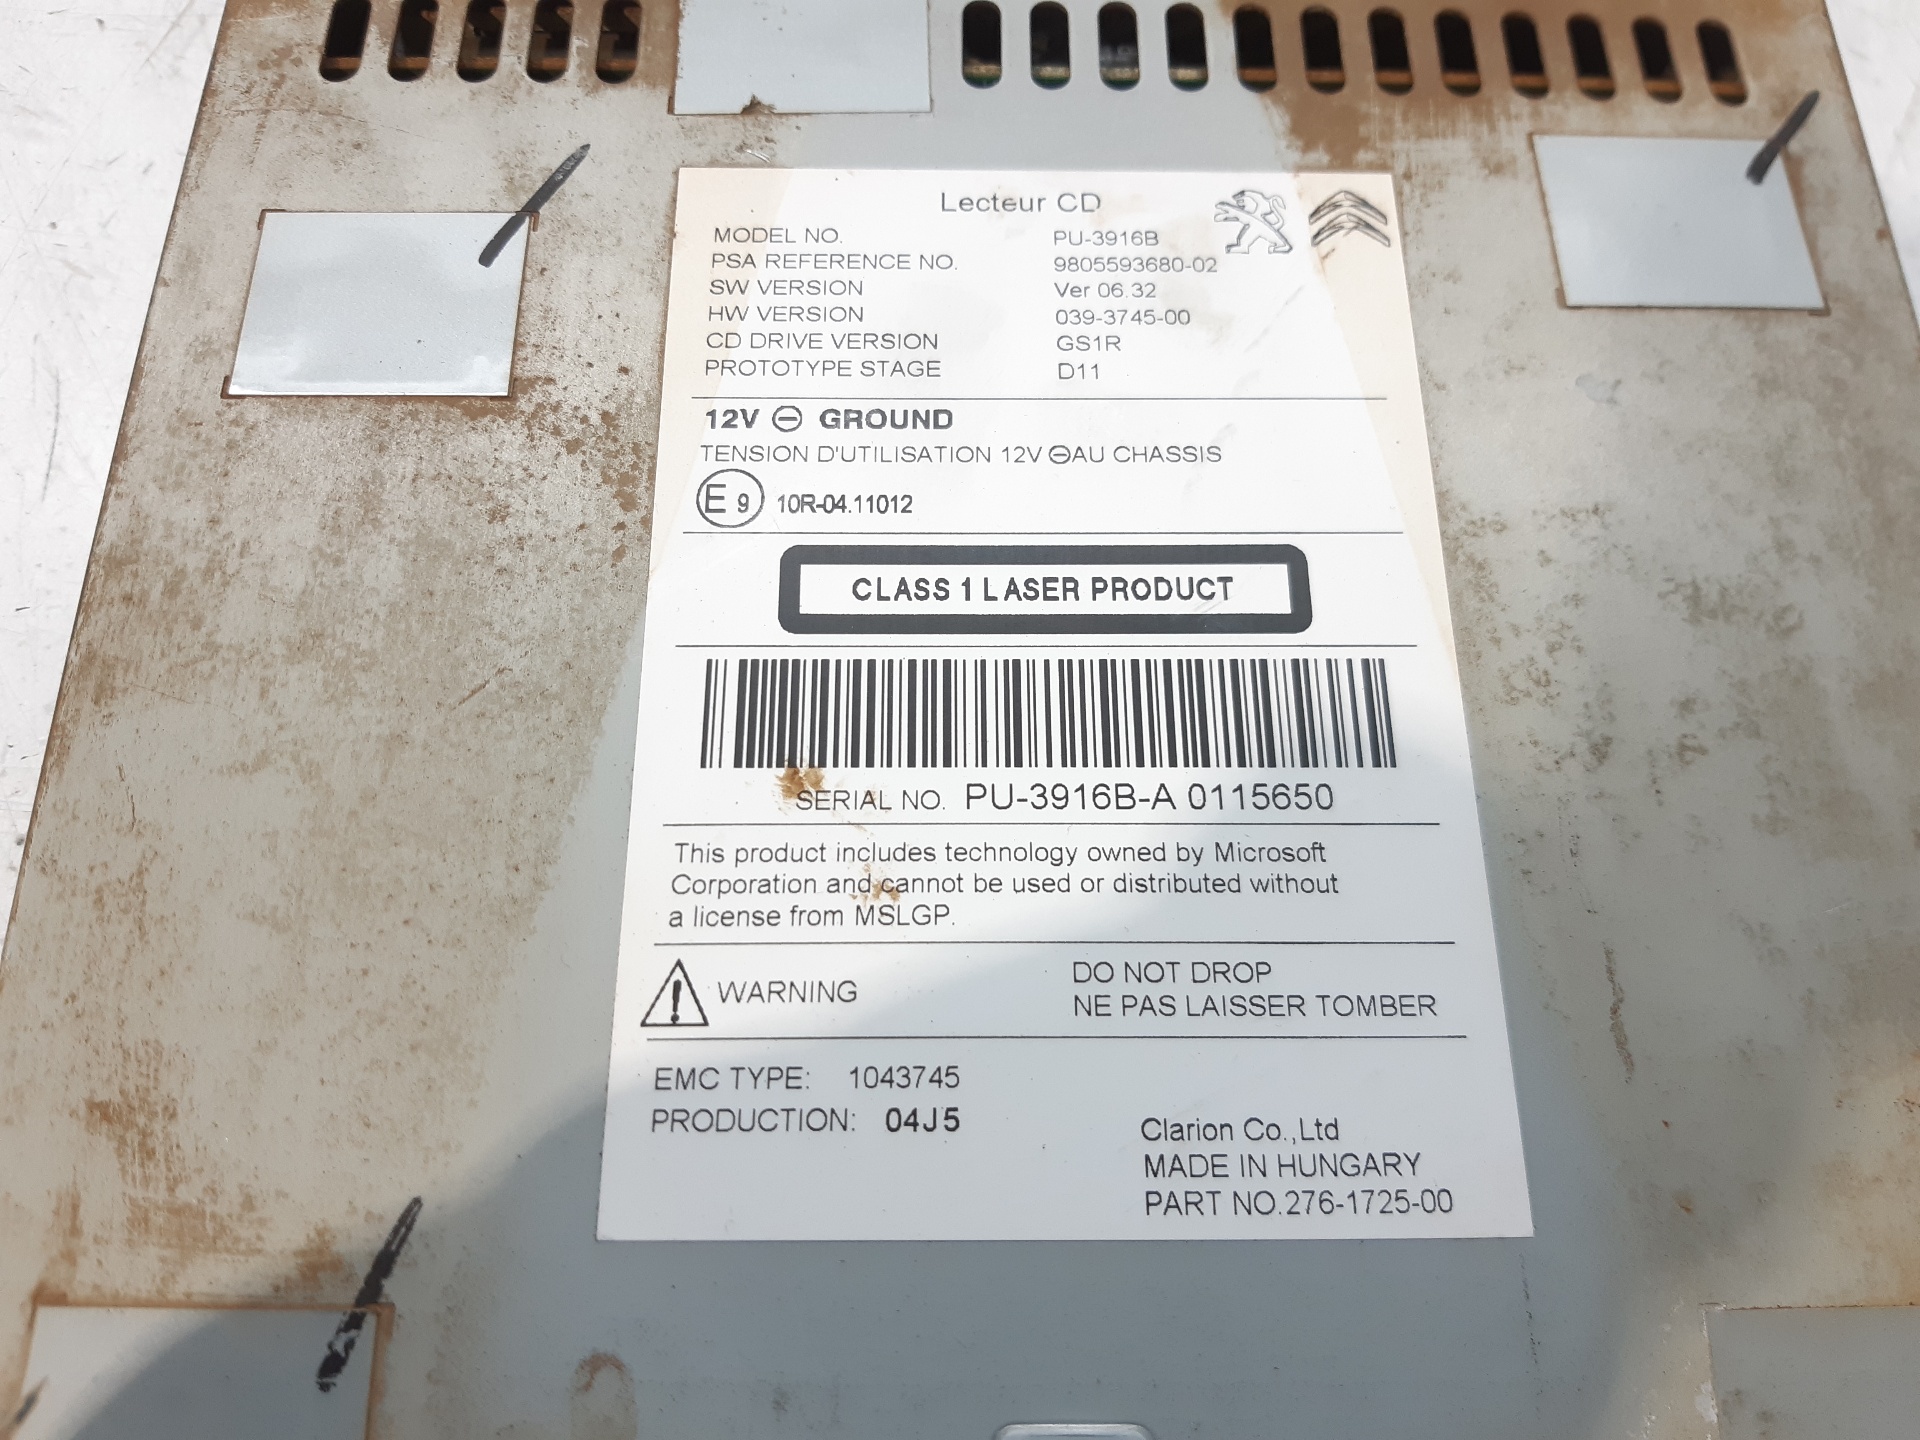 Lecteur CD
MODEL NO. PU-3916B
PSA REFERENCE NO. 9805593680-02
SW VERSION Ver 06.32
HW VERSION 039-3745-00
CD DRIVE VERSION GS1R
PROTOTYPE STAGE D11
12V ⊖ GROUND
TENSION D'UTILISATION 12V ⊖AU CHASSIS
E9 10R-04.11012
CLASS 1 LASER PRODUCT
SERIAL NO. PU-3916B-A 0115650
This product includes technology owned by Microsoft
Corporation and cannot be used or distributed without
a license from MSLGP.
WARNING
DO NOT DROP
NE PAS LAISSER TOMBER
EMC TYPE: 1043745
PRODUCTION: 04J5
Clarion Co.,Ltd
MADE IN HUNGARY
PART NO.276-1725-00